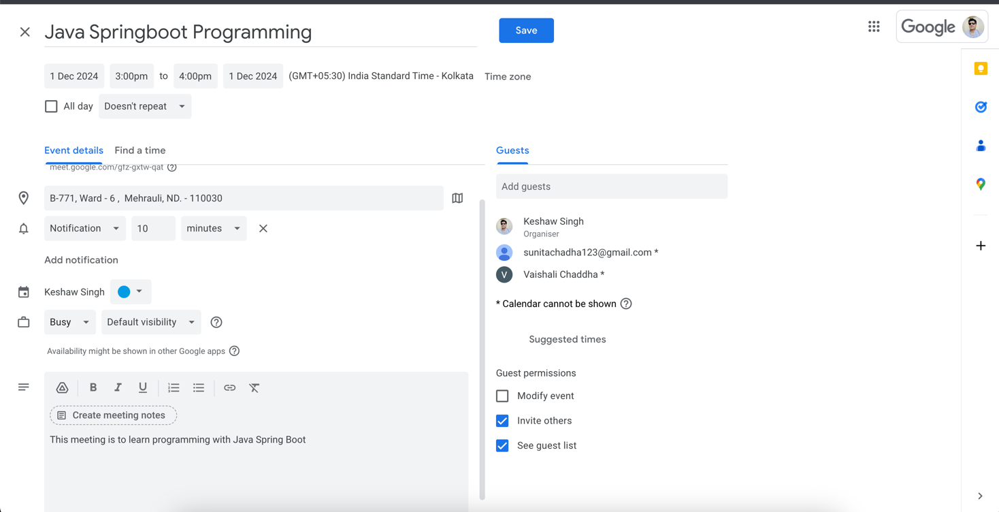 Java Springboot Programming
Save
Google
1 Dec 2024 3:00pm to 4:00pm 1 Dec 2024 (GMT+05:30) India Standard Time - Kolkata Time zone
All day Doesn't repeat
Event details Find a time
meet.google.com/gfz-gxtw-qat
B-771, Ward - 6 , Mehrauli, ND. - 110030
Notification 10 minutes
Add notification
Keshaw Singh
Busy Default visibility
Availability might be shown in other Google apps
B I U
Create meeting notes
This meeting is to learn programming with Java Spring Boot
Guests
Add guests
Keshaw Singh
Organiser
sunitachadha123@gmail.com *
V Vaishali Chaddha *
* Calendar cannot be shown
Suggested times
Guest permissions
Modify event
Invite others
See guest list